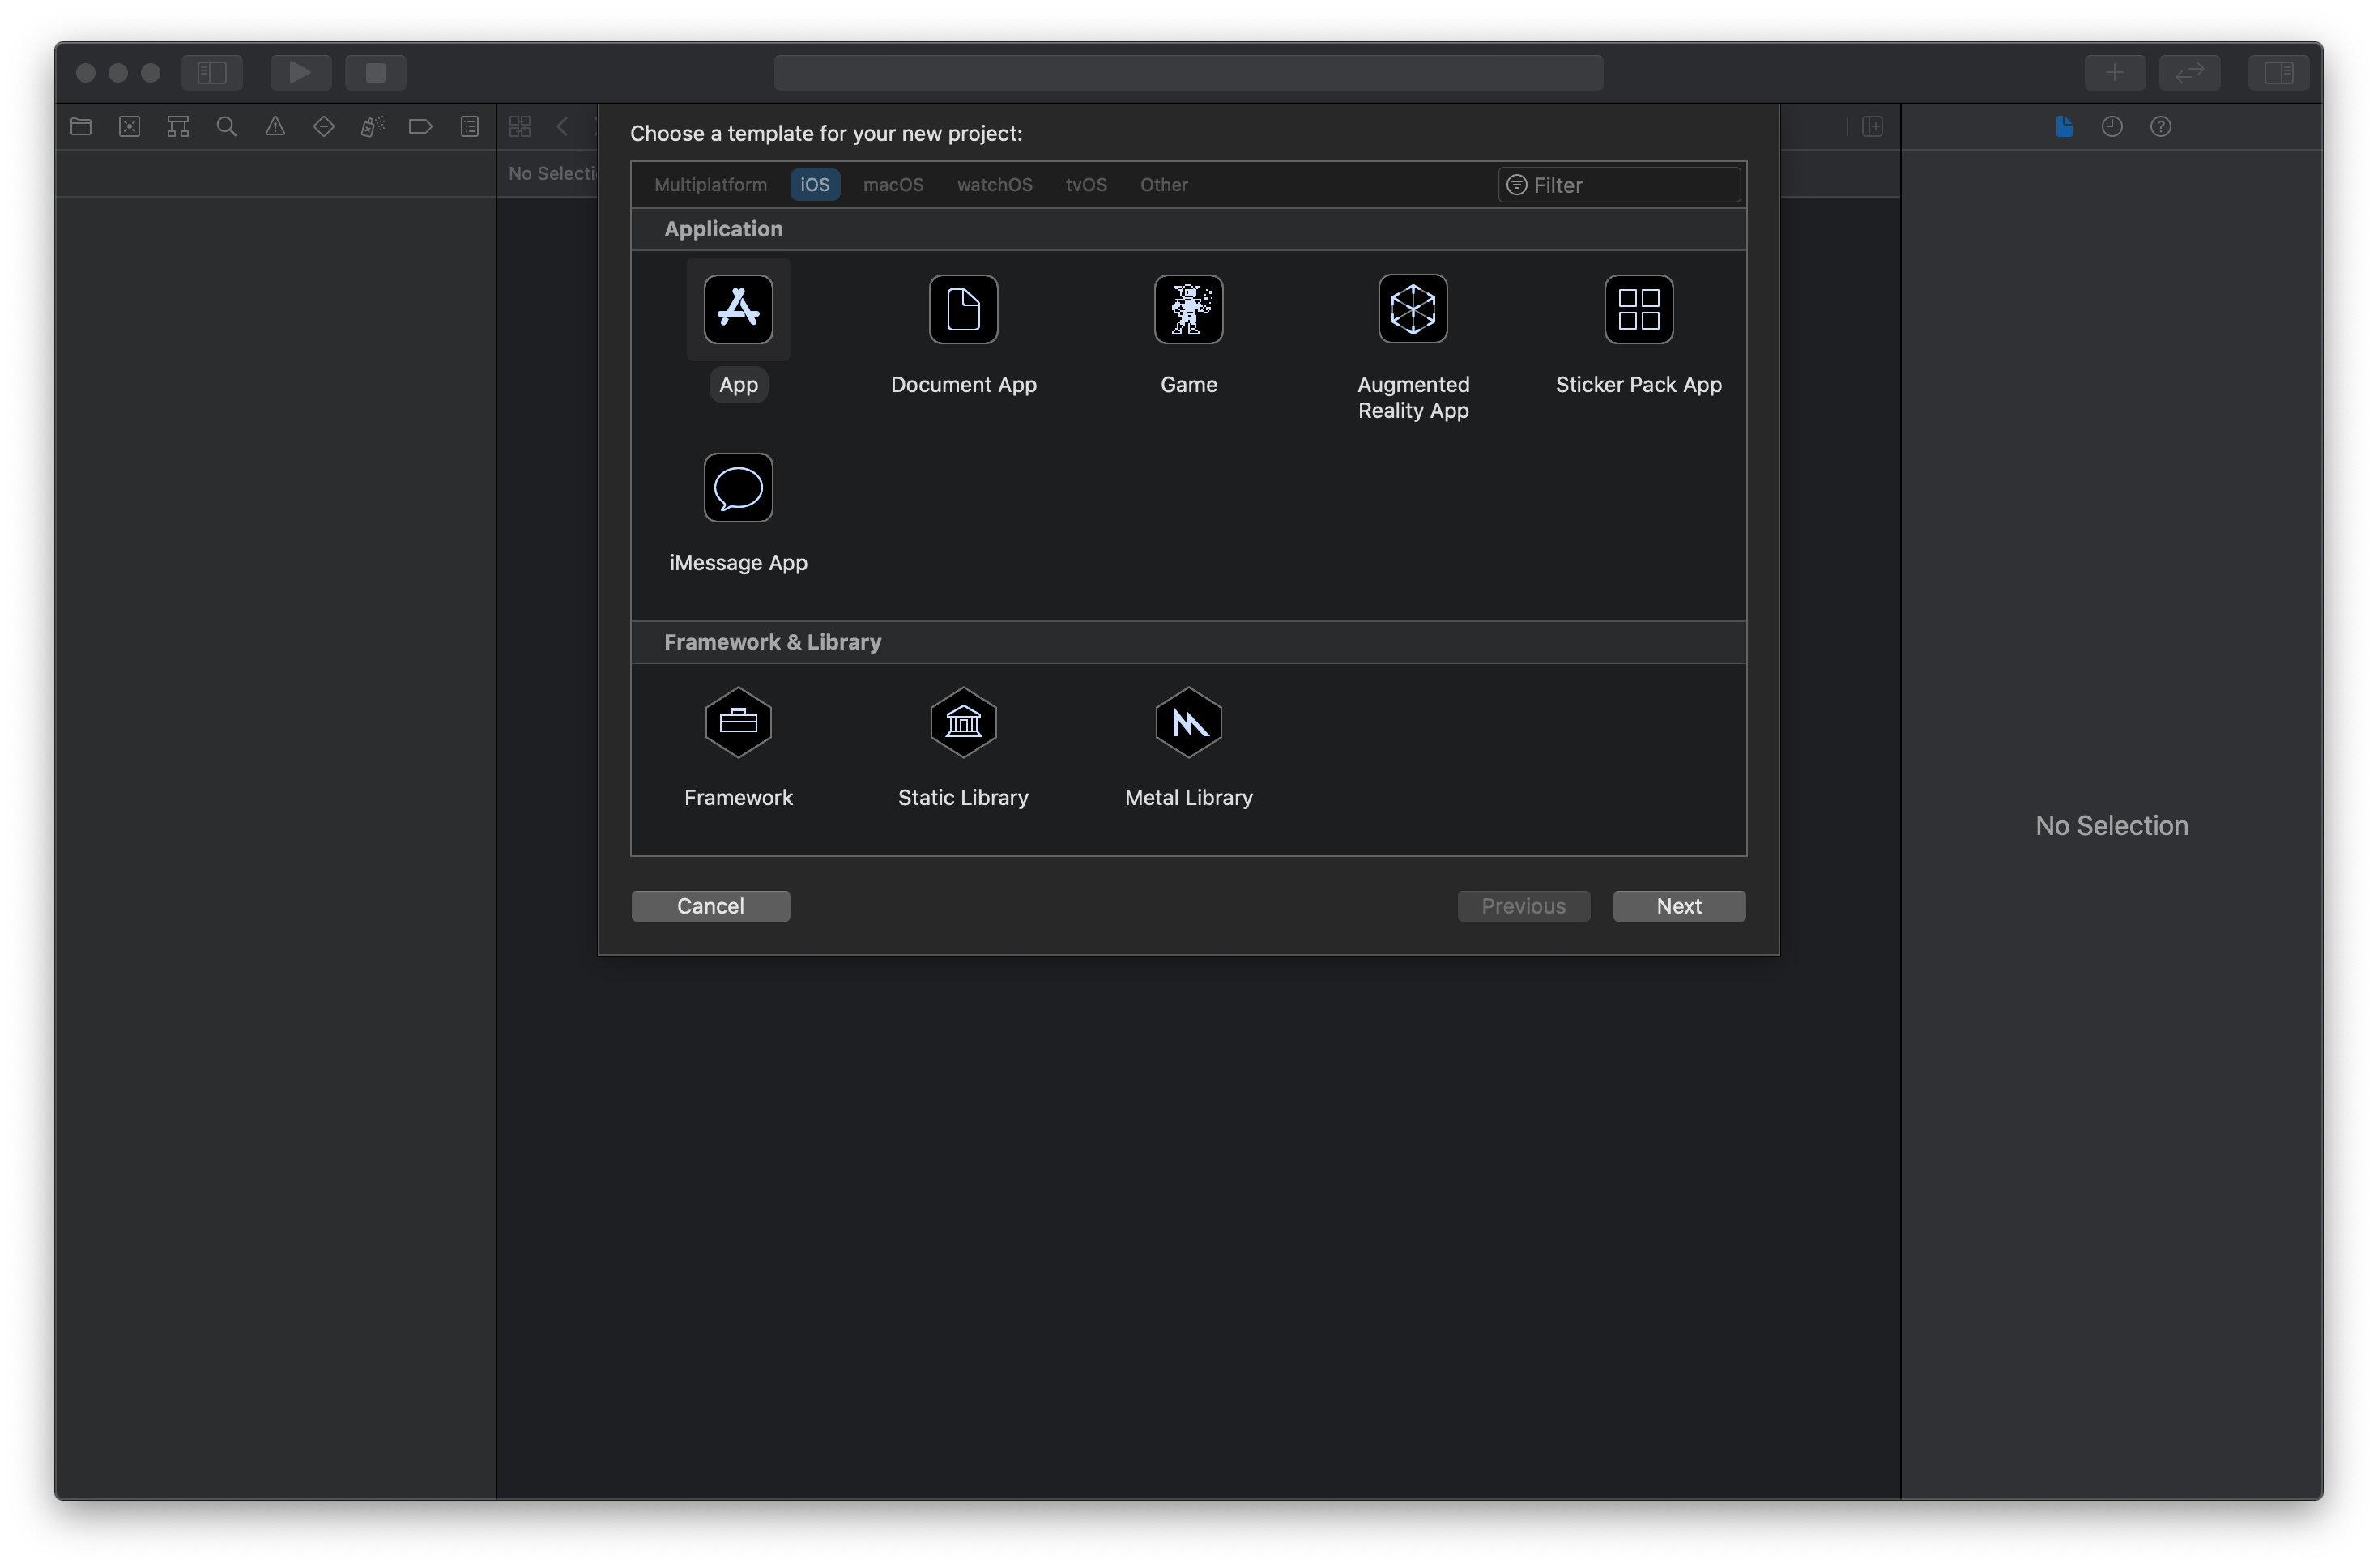 No Selecti
Choose a template for your new project:
Multiplatform iOS macOS watchOS tvOS Other Filter
Application
App Document App Game Augmented Reality App Sticker Pack App
iMessage App
Framework & Library
Framework Static Library Metal Library
Cancel Previous Next
No Selection